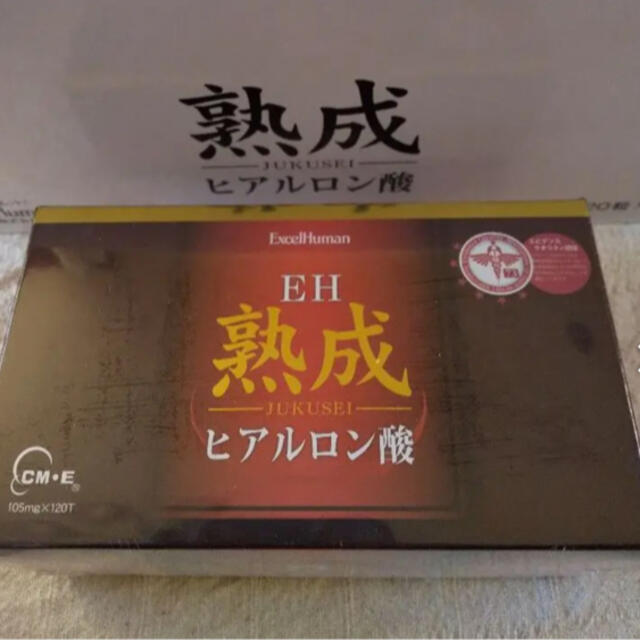 熟成
JUKUSEI
ヒアルロン酸
ExcelHuman
EH
熟成
JUKUSEI
ヒアルロン酸
CM・E®
105mg×120T